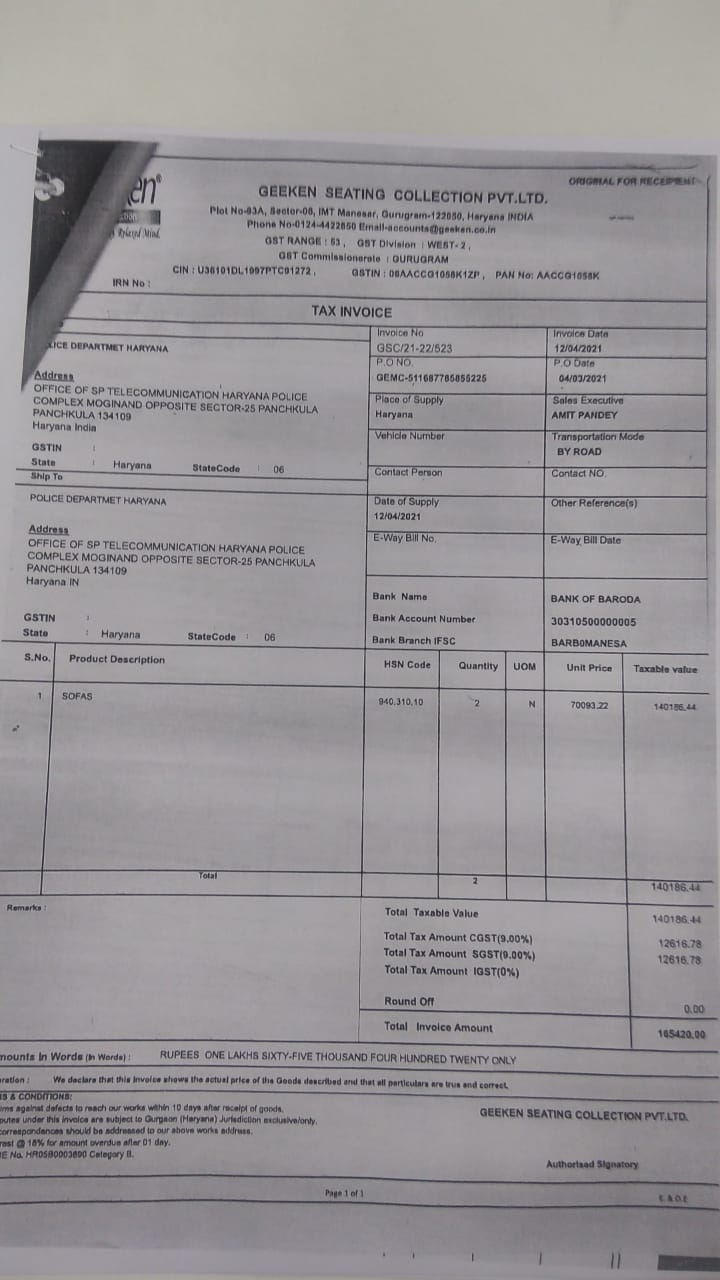 en®
ORIGINAL FOR RECEIPIENT
GEEKEN SEATING COLLECTION PVT.LTD.
Plot No-93A, Sector-08, IMT Manesar, Gurugram-122050, Haryana INDIA
Phone No-0124-4422850 Email-accounts@geeken.co.in
GST RANGE : 53 , GST Division : WEST- 2 ,
GST Commissionerate : GURUGRAM
CIN : U36101DL1997PTC91272 , GSTIN : 06AACCG1058K1ZP , PAN No: AACCG1058K
IRN No :
TAX INVOICE
LICE DEPARTMET HARYANA
Address
OFFICE OF SP TELECOMMUNICATION HARYANA POLICE
COMPLEX MOGINAND OPPOSITE SECTOR-25 PANCHKULA
PANCHKULA 134109
Haryana India
GSTIN :
State : Haryana StateCode : 06
Invoice No
GSC/21-22/523
Invoice Date
12/04/2021
P.O NO.
GEMC-511687765855225
P.O Date
04/03/2021
Place of Supply
Haryana
Sales Executive
AMIT PANDEY
Vehicle Number
Transportation Mode
BY ROAD
Contact Person
Contact NO.
Ship To
POLICE DEPARTMET HARYANA
Address
OFFICE OF SP TELECOMMUNICATION HARYANA POLICE
COMPLEX MOGINAND OPPOSITE SECTOR-25 PANCHKULA
PANCHKULA 134109
Haryana IN
GSTIN :
State : Haryana StateCode : 06
Date of Supply
12/04/2021
Other Reference(s)
E-Way Bill No.
E-Way Bill Date
Bank Name BANK OF BARODA
Bank Account Number 30310500000005
Bank Branch IFSC BARB0MANESA
S.No. Product Description HSN Code Quantity UOM Unit Price Taxable value
1 SOFAS 940.310.10 2 N 70093.22 140186.44
Total 2 140186.44
Remarks :
Total Taxable Value 140186.44
Total Tax Amount CGST(9.00%) 12616.78
Total Tax Amount SGST(9.00%) 12616.78
Total Tax Amount IGST(0%)
Round Off 0.00
Total Invoice Amount 165420.00
mounts In Words (In Words) : RUPEES ONE LAKHS SIXTY-FIVE THOUSAND FOUR HUNDRED TWENTY ONLY
ration : We declare that this Invoice shows the actual price of the Goods described and that all particulars are true and correct.
S & CONDITIONS:
ims against defects to reach our works within 10 days after receipt of goods.
putes under this invoice are subject to Gurgaon (Haryana) Jurisdiction exclusive/only.
correspondances should be addressed to our above works address.
rest @ 18% for amount overdue after 01 day.
E No. HR05B0003690 Category B.
GEEKEN SEATING COLLECTION PVT.LTD.
Authorised Signatory
Page 1 of 1
E. & O.E